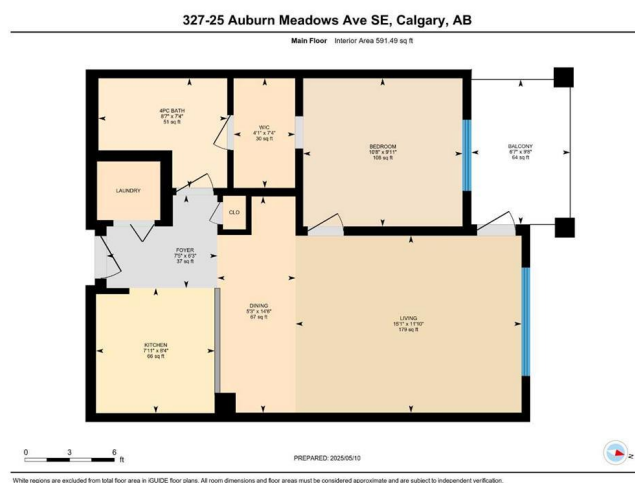 327-25 Auburn Meadows Ave SE, Calgary, AB
Main Floor Interior Area 591.49 sq ft
4PC BATH
8'7" x 7'4"
51 sq ft
WIC
4'1" x 7'4"
30 sq ft
BEDROOM
10'8" x 9'11"
105 sq ft
BALCONY
6'7" x 9'8"
64 sq ft
LAUNDRY
CLO
FOYER
7'5" x 6'3"
37 sq ft
DINING
5'3" x 14'6"
67 sq ft
LIVING
15'1" x 11'10"
179 sq ft
KITCHEN
7'11" x 8'4"
66 sq ft
0 3 6
ft
PREPARED: 2025/05/10
N
White regions are excluded from total floor area in iGUIDE floor plans. All room dimensions and floor areas must be considered approximate and are subject to independent verification.